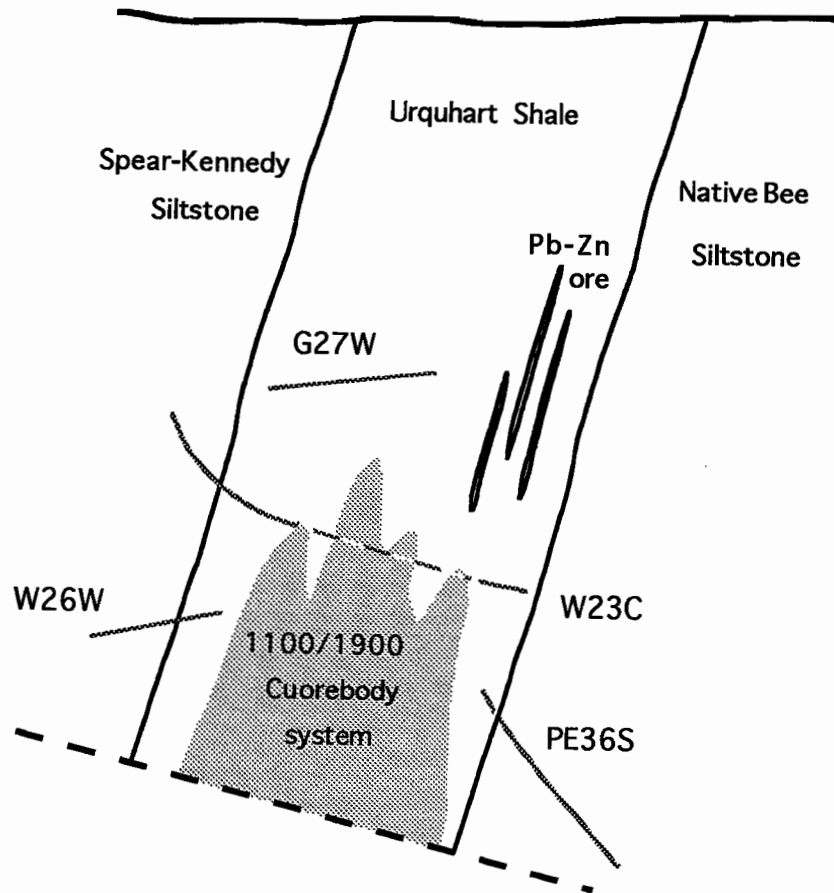 Urquhart Shale
Spear-Kennedy
Siltstone
Native Bee
Siltstone
Pb-Zn
ore
G27W
W26W
W23C
1100/1900
Cuorebody
system
PE36S